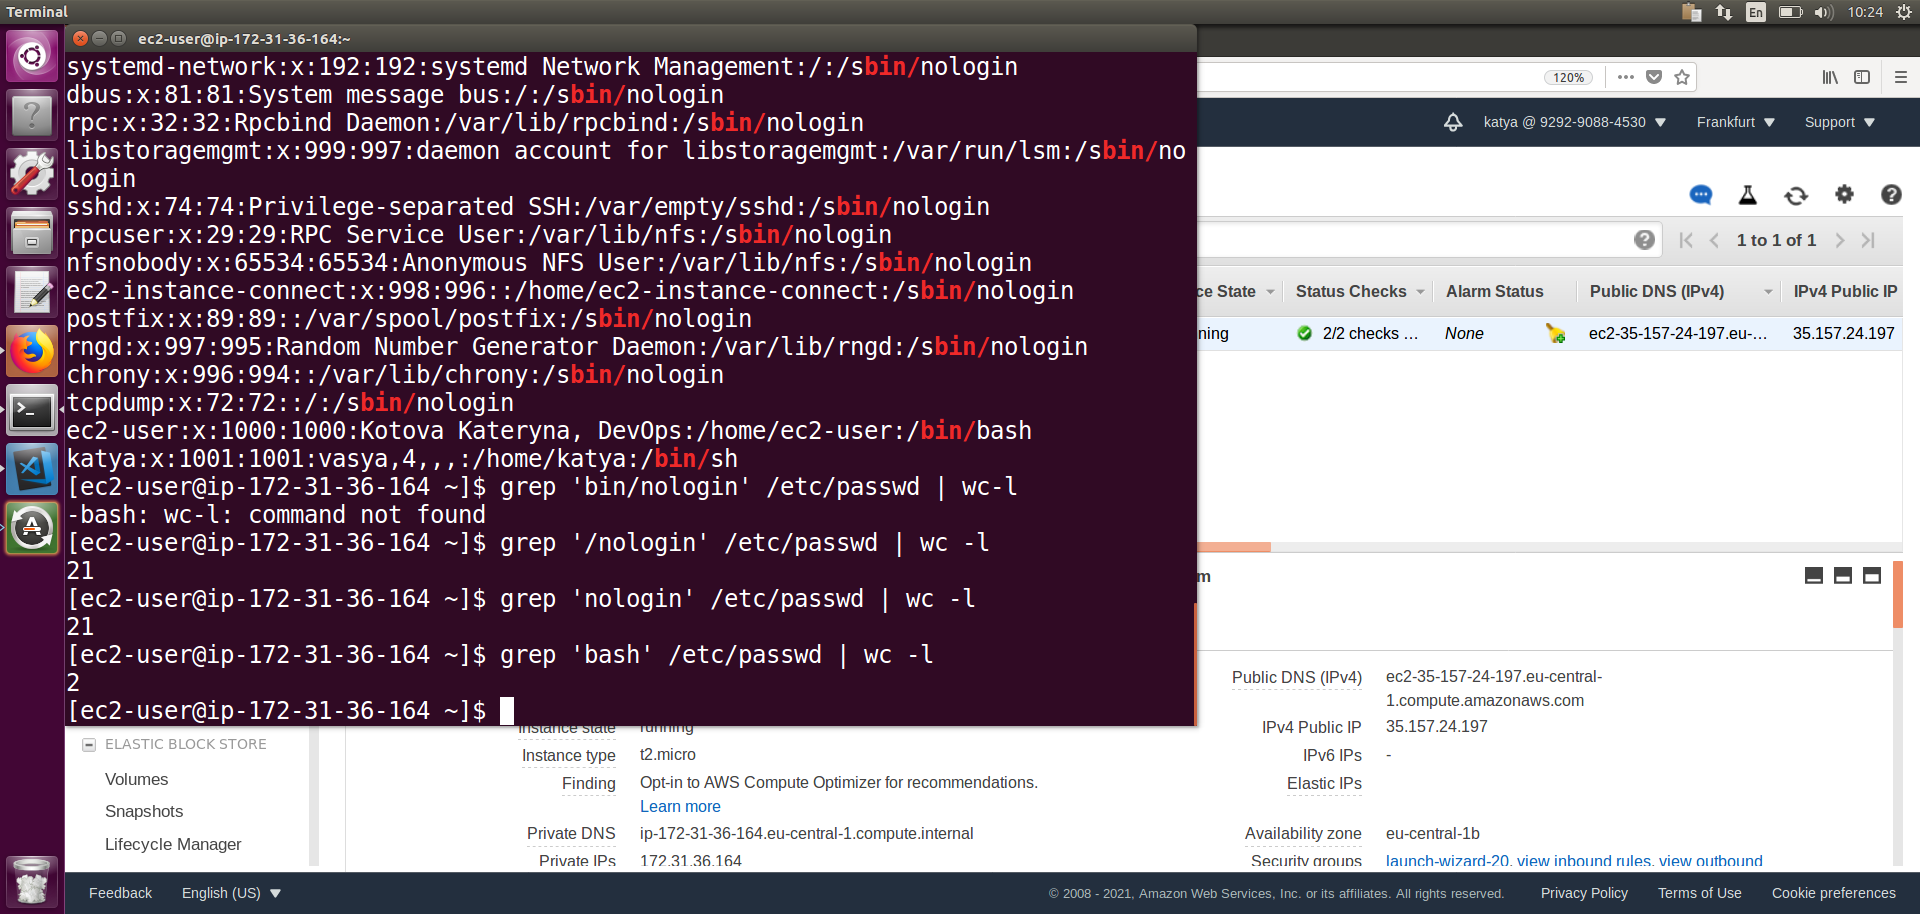 Terminal
En
10:24
ec2-user@ip-172-31-36-164:~
systemd-network:x:192:192:systemd Network Management:/:/sbin/nologin
dbus:x:81:81:System message bus:/:/sbin/nologin
rpc:x:32:32:Rpcbind Daemon:/var/lib/rpcbind:/sbin/nologin
libstoragemgmt:x:999:997:daemon account for libstoragemgmt:/var/run/lsm:/sbin/no
login
sshd:x:74:74:Privilege-separated SSH:/var/empty/sshd:/sbin/nologin
rpcuser:x:29:29:RPC Service User:/var/lib/nfs:/sbin/nologin
nfsnobody:x:65534:65534:Anonymous NFS User:/var/lib/nfs:/sbin/nologin
ec2-instance-connect:x:998:996::/home/ec2-instance-connect:/sbin/nologin
postfix:x:89:89::/var/spool/postfix:/sbin/nologin
rngd:x:997:995:Random Number Generator Daemon:/var/lib/rngd:/sbin/nologin
chrony:x:996:994::/var/lib/chrony:/sbin/nologin
tcpdump:x:72:72::/:/sbin/nologin
ec2-user:x:1000:1000:Kotova Kateryna, DevOps:/home/ec2-user:/bin/bash
katya:x:1001:1001:vasya,4,,,:/home/katya:/bin/sh
[ec2-user@ip-172-31-36-164 ~]$ grep 'bin/nologin' /etc/passwd | wc-l
-bash: wc-l: command not found
[ec2-user@ip-172-31-36-164 ~]$ grep '/nologin' /etc/passwd | wc -l
21
[ec2-user@ip-172-31-36-164 ~]$ grep 'nologin' /etc/passwd | wc -l
21
[ec2-user@ip-172-31-36-164 ~]$ grep 'bash' /etc/passwd | wc -l
2
[ec2-user@ip-172-31-36-164 ~]$
120%
katya @ 9292-9088-4530 Frankfurt Support
1 to 1 of 1
ce State Status Checks Alarm Status Public DNS (IPv4) IPv4 Public IP
ning 2/2 checks ... None ec2-35-157-24-197.eu-... 35.157.24.197
m
Public DNS (IPv4) ec2-35-157-24-197.eu-central-
1.compute.amazonaws.com
Instance state running IPv4 Public IP 35.157.24.197
Instance type t2.micro IPv6 IPs -
Finding Opt-in to AWS Compute Optimizer for recommendations. Elastic IPs
Learn more
Private DNS ip-172-31-36-164.eu-central-1.compute.internal Availability zone eu-central-1b
Private IPs 172.31.36.164 Security groups launch-wizard-20. view inbound rules. view outbound
ELASTIC BLOCK STORE
Volumes
Snapshots
Lifecycle Manager
Feedback English (US) © 2008 - 2021, Amazon Web Services, Inc. or its affiliates. All rights reserved. Privacy Policy Terms of Use Cookie preferences